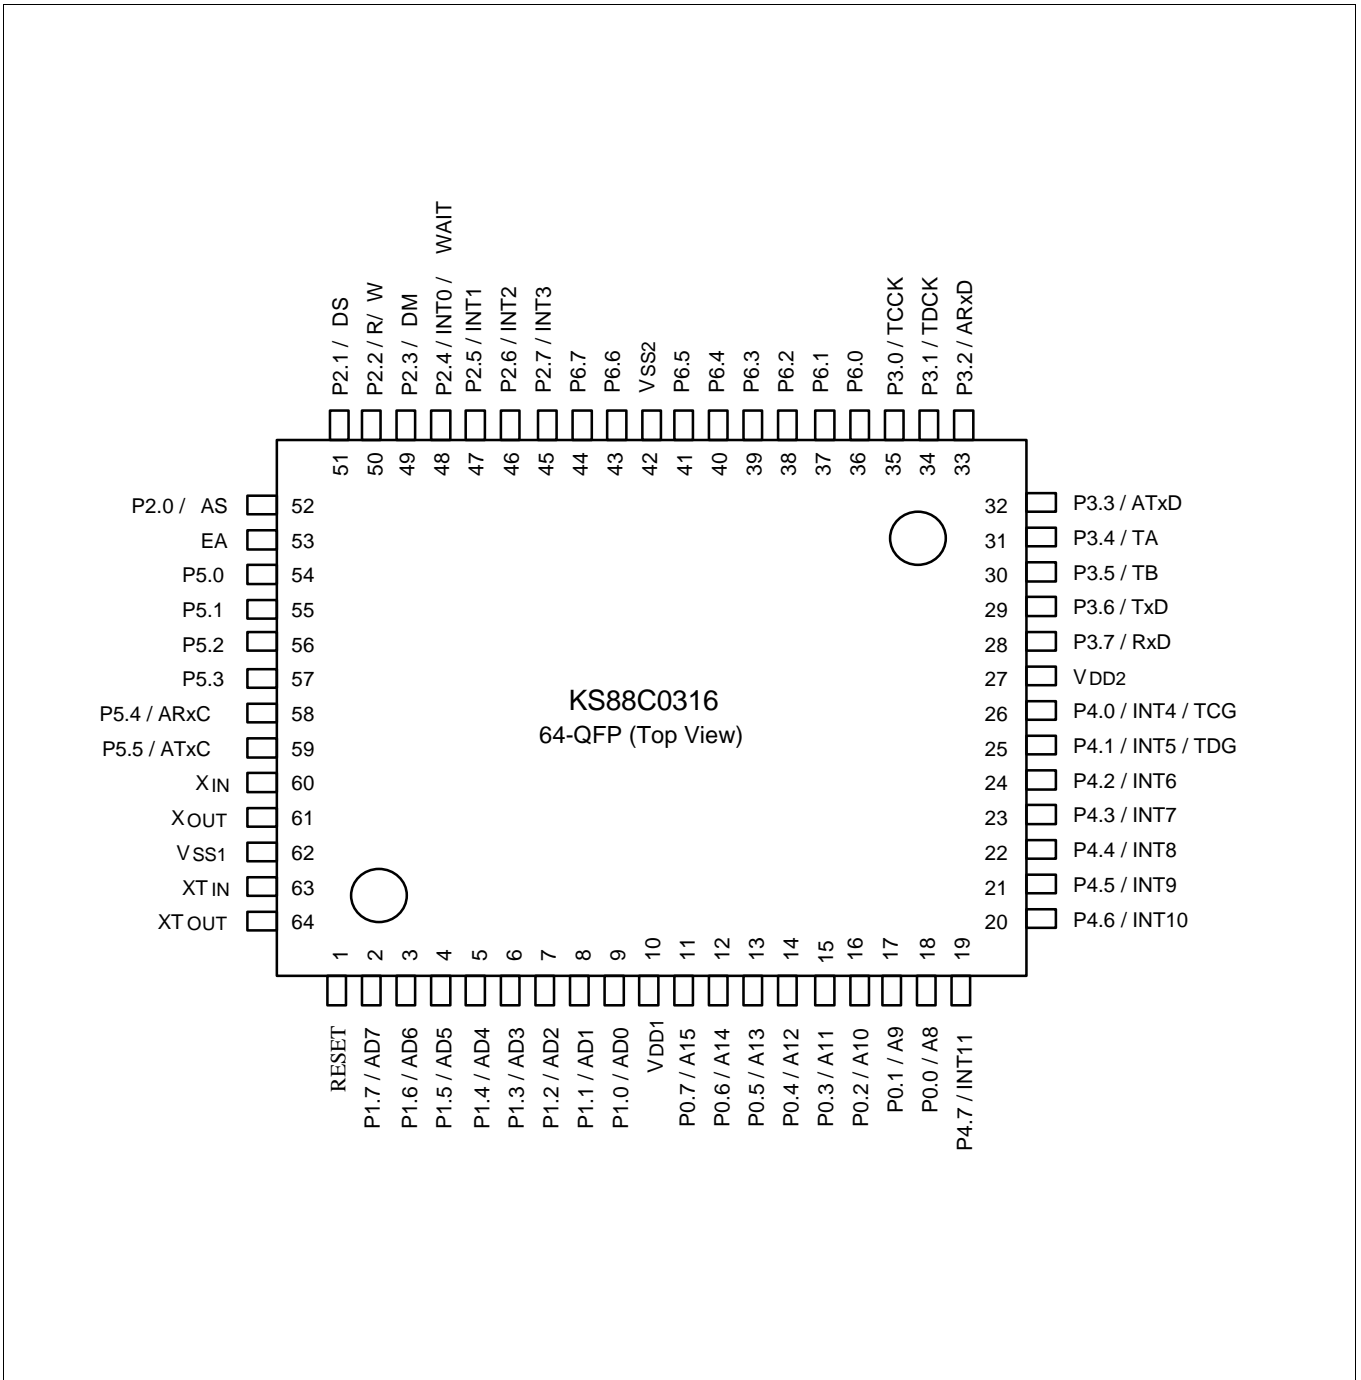 P2.1 / DS
P2.2 / R/ W
P2.3 / DM
P2.4 / INT0 / WAIT
P2.5 / INT1
P2.6 / INT2
P2.7 / INT3
P6.7
P6.6
VSS2
P6.5
P6.4
P6.3
P6.2
P6.1
P6.0
P3.0 / TCCK
P3.1 / TDCK
P3.2 / ARxD
51 50 49 48 47 46 45 44 43 42 41 40 39 38 37 36 35 34 33
P2.0 / AS 52
EA 53
P5.0 54
P5.1 55
P5.2 56
P5.3 57
P5.4 / ARxC 58
P5.5 / ATxC 59
XIN 60
XOUT 61
VSS1 62
XTIN 63
XTOUT 64
KS88C0316
64-QFP (Top View)
32 P3.3 / ATxD
31 P3.4 / TA
30 P3.5 / TB
29 P3.6 / TxD
28 P3.7 / RxD
27 VDD2
26 P4.0 / INT4 / TCG
25 P4.1 / INT5 / TDG
24 P4.2 / INT6
23 P4.3 / INT7
22 P4.4 / INT8
21 P4.5 / INT9
20 P4.6 / INT10
1 2 3 4 5 6 7 8 9 10 11 12 13 14 15 16 17 18 19
RESET
P1.7 / AD7
P1.6 / AD6
P1.5 / AD5
P1.4 / AD4
P1.3 / AD3
P1.2 / AD2
P1.1 / AD1
P1.0 / AD0
VDD1
P0.7 / A15
P0.6 / A14
P0.5 / A13
P0.4 / A12
P0.3 / A11
P0.2 / A10
P0.1 / A9
P0.0 / A8
P4.7 / INT11